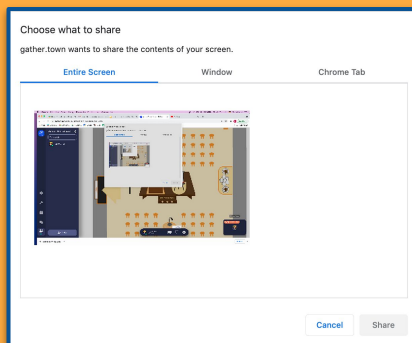 Choose what to share
gather.town wants to share the contents of your screen.
Entire Screen Window Chrome Tab
Cancel Share